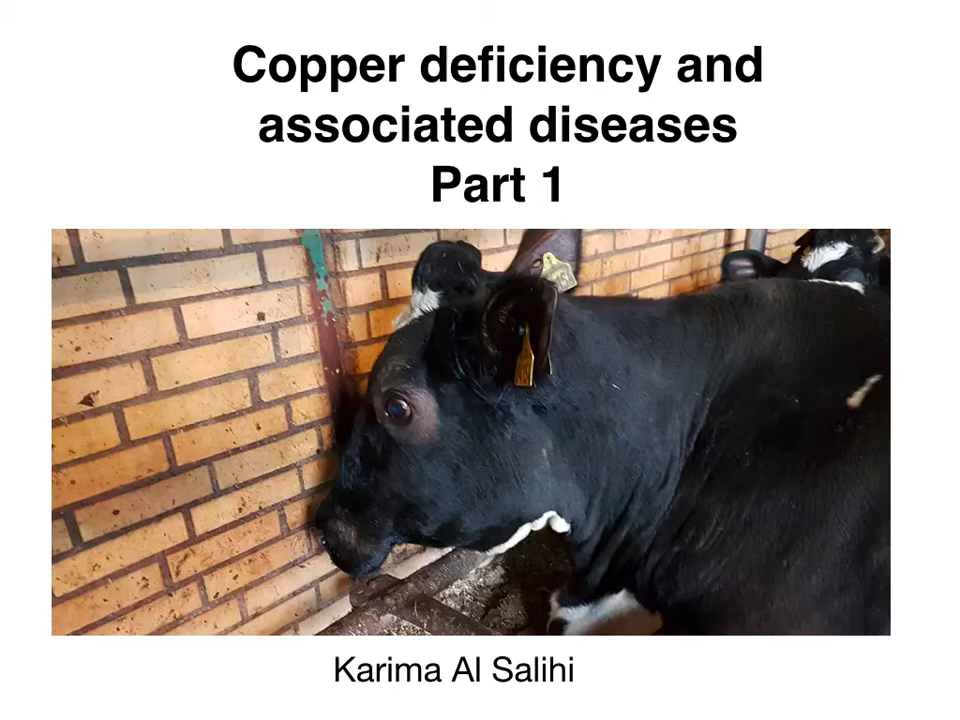 Copper deficiency and
associated diseases
Part 1
Karima Al Salihi